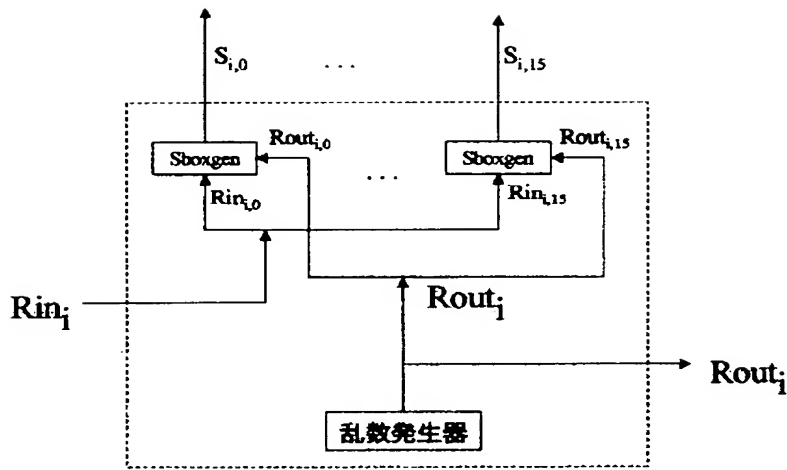 S_{i,0} ... S_{i,15}
Rout_{i,0} Rout_{i,15}
Sboxgen ... Sboxgen
Rin_{i,0} Rin_{i,15}
Rin_i Rout_i
Rout_i
乱数発生器